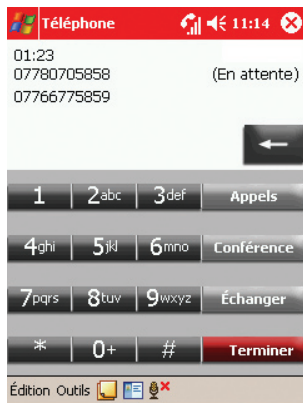 Téléphone 11:14
01:23
07780705858 (En attente)
07766775859
1 2abc 3def Appels
4ghi 5jkl 6mno Conférence
7pqrs 8tuv 9wxyz Échanger
* 0+ # Terminer
Édition Outils